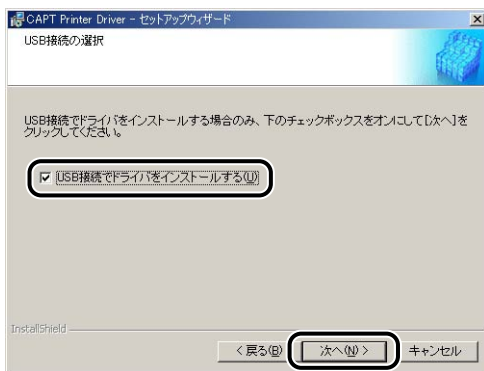 CAPT Printer Driver - セットアップウィザード
USB接続の選択
USB接続でドライバをインストールする場合のみ、下のチェックボックスをオンにして[次へ]を
クリックしてください。
USB接続でドライバをインストールする(U)
InstallShield
< 戻る(B) 次へ(N) > キャンセル